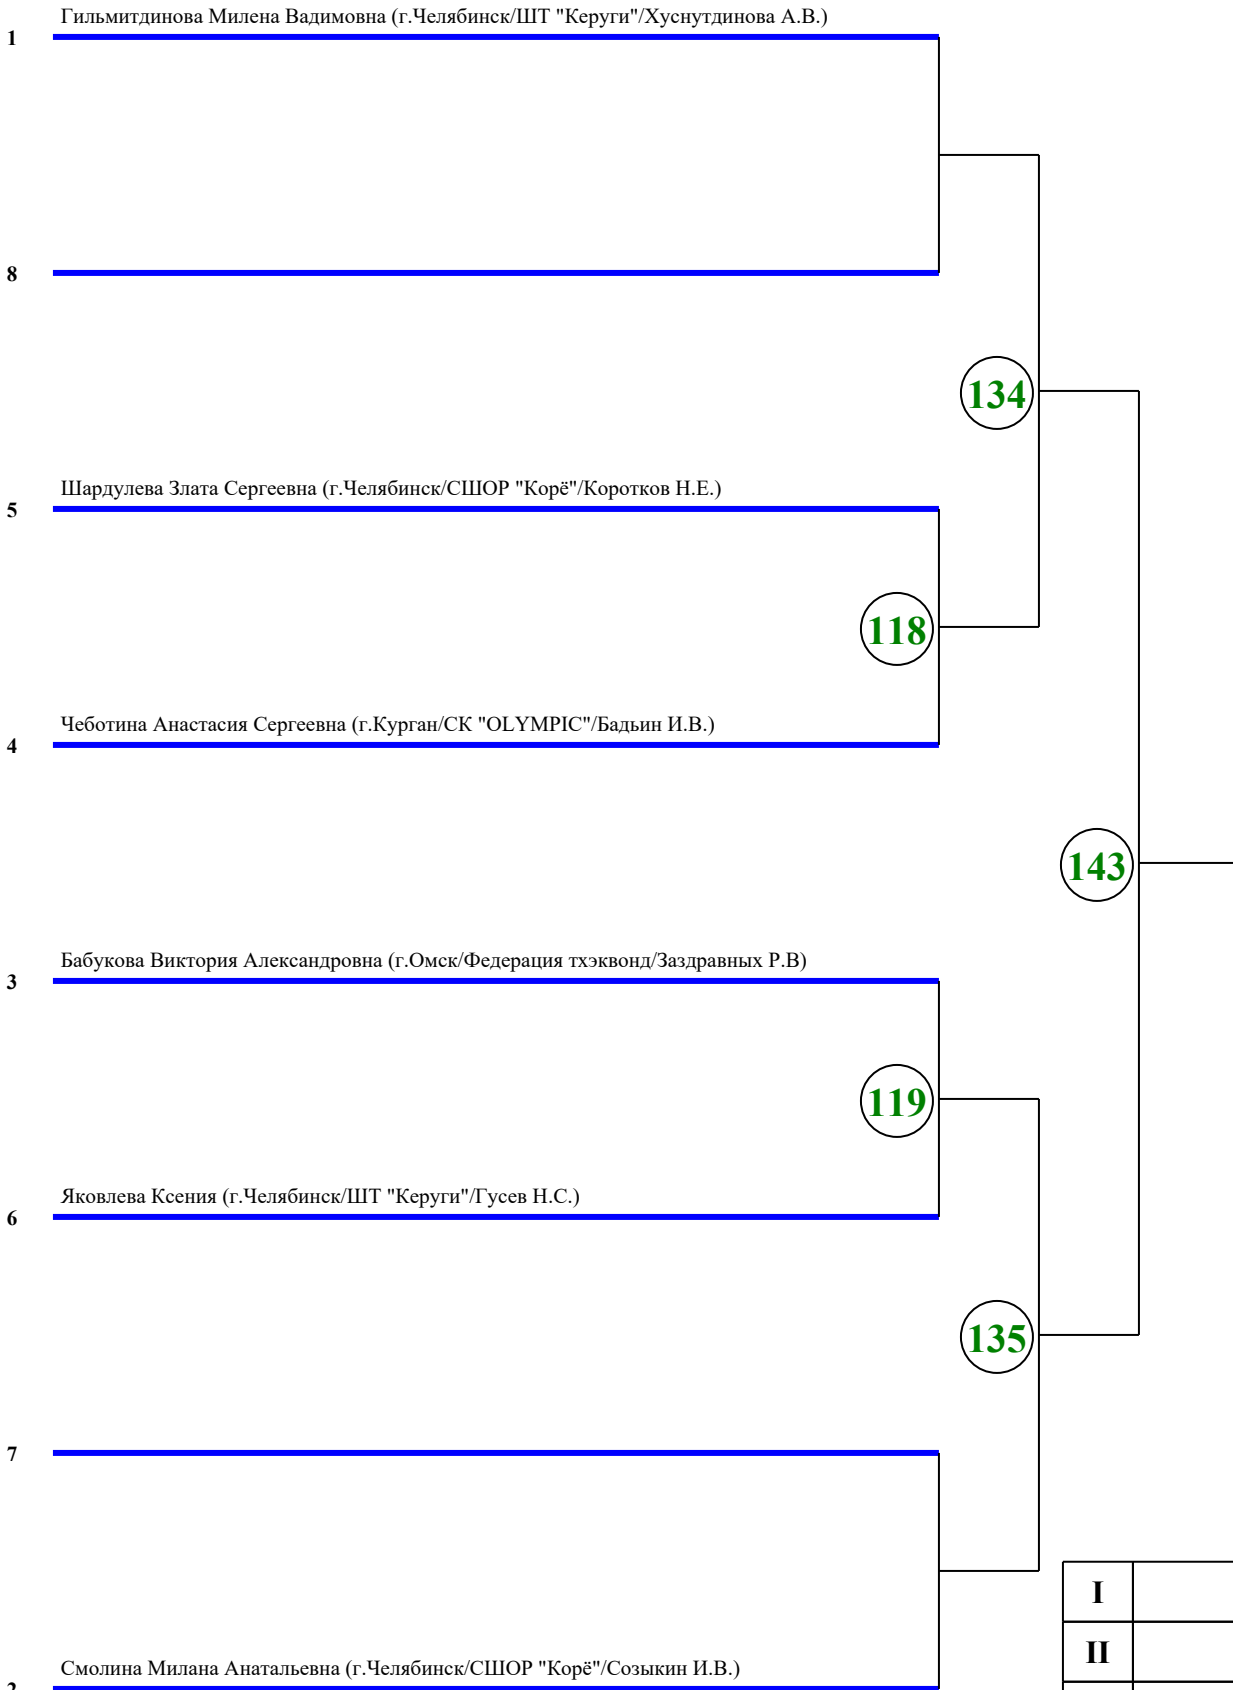 Гильмитдинова Милена Вадимовна (г.Челябинск/ШТ "Керуги"/Хуснутдинова А.В.)
1
8
134
Шардулева Злата Сергеевна (г.Челябинск/СШОР "Корё"/Коротков Н.Е.)
5
118
Чеботина Анастасия Сергеевна (г.Курган/СК "OLYMPIC"/Бадьин И.В.)
4
143
Бабукова Виктория Александровна (г.Омск/Федерация тхэквонд/Заздравных Р.В)
3
119
Яковлева Ксения (г.Челябинск/ШТ "Керуги"/Гусев Н.С.)
6
135
7
I
II
Смолина Милана Анатальевна (г.Челябинск/СШОР "Корё"/Созыкин И.В.)
2